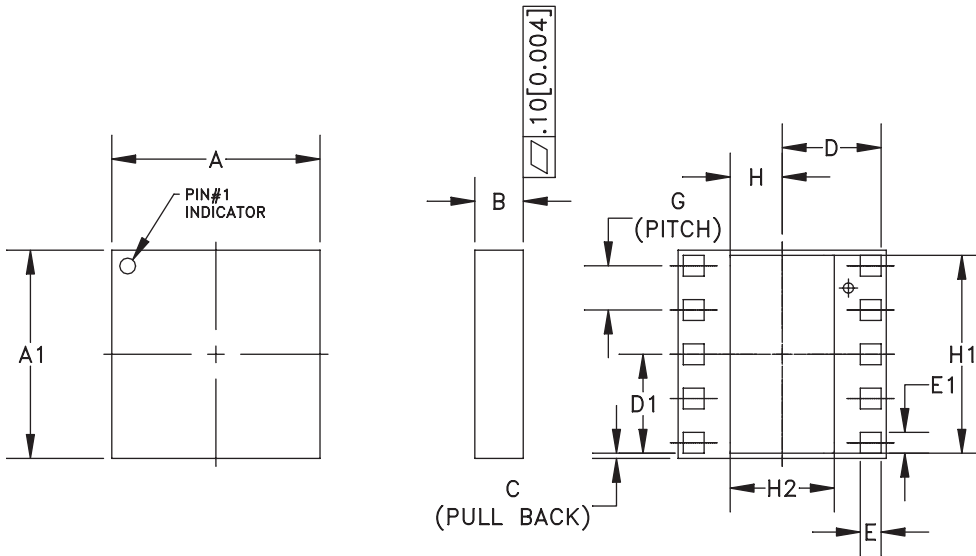 .10[0.004]
A
PIN#1
INDICATOR
B
D
H
G
(PITCH)
A1
D1
H1
E1
C
(PULL BACK)
H2
E